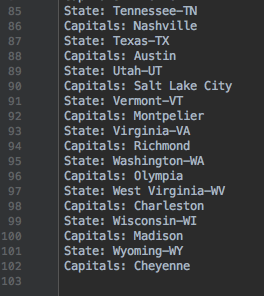 85 State: Tennessee-TN
86 Capitals: Nashville
87 State: Texas-TX
88 Capitals: Austin
89 State: Utah-UT
90 Capitals: Salt Lake City
91 State: Vermont-VT
92 Capitals: Montpelier
93 State: Virginia-VA
94 Capitals: Richmond
95 State: Washington-WA
96 Capitals: Olympia
97 State: West Virginia-WV
98 Capitals: Charleston
99 State: Wisconsin-WI
100 Capitals: Madison
101 State: Wyoming-WY
102 Capitals: Cheyenne
103